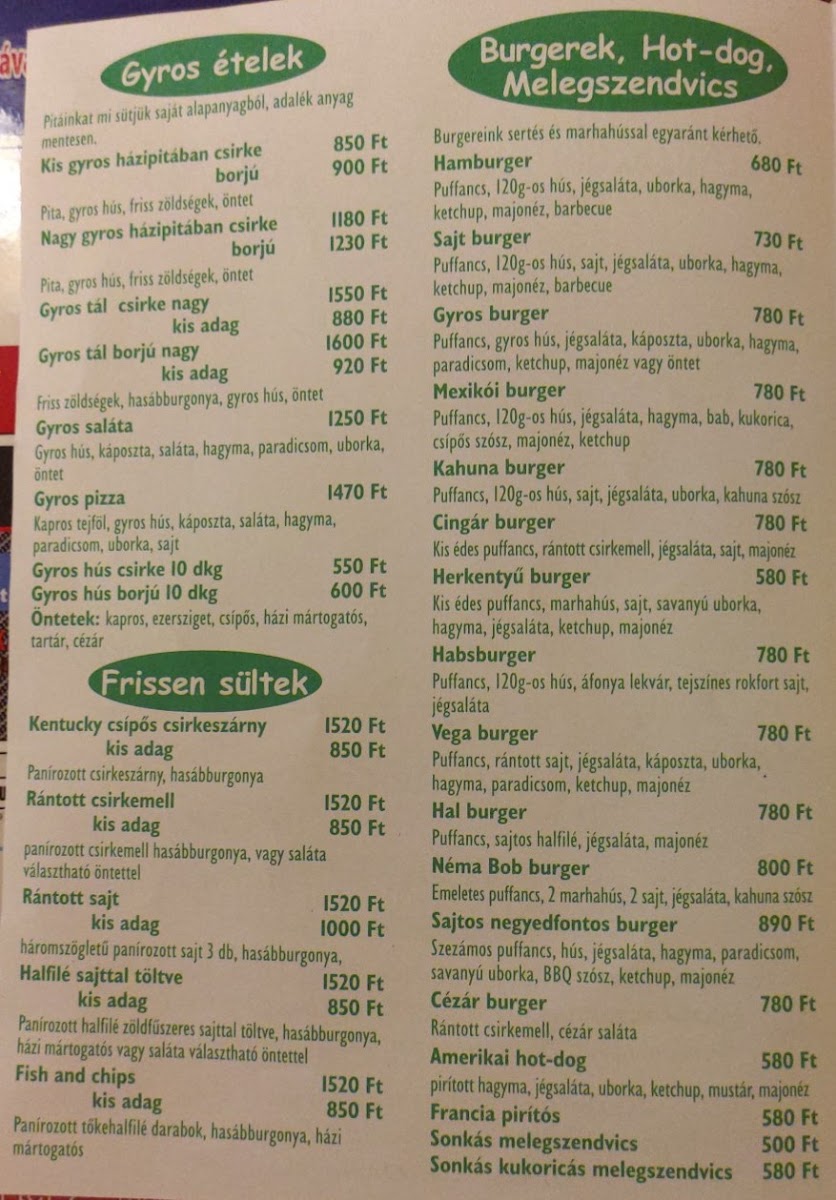 Gyros ételek
Pitáinkat mi sütjük saját alapanyagból, adalék anyag
mentesen.
Kis gyros házipitában csirke 850 Ft
borjú 900 Ft
Pita, gyros hús, friss zöldségek, öntet
Nagy gyros házipitában csirke 1180 Ft
borjú 1230 Ft
Pita, gyros hús, friss zöldségek, öntet
Gyros tál csirke nagy 1550 Ft
kis adag 880 Ft
Gyros tál borjú nagy 1600 Ft
kis adag 920 Ft
Friss zöldségek, hasábburgonya, gyros hús, öntet
Gyros saláta 1250 Ft
Gyros hús, káposzta, saláta, hagyma, paradicsom, uborka,
öntet
Gyros pizza 1470 Ft
Kapros tejföl, gyros hús, káposzta, saláta, hagyma,
paradicsom, uborka, sajt
Gyros hús csirke 10 dkg 550 Ft
Gyros hús borjú 10 dkg 600 Ft
Öntetek: kapros, ezersziget, csípős, házi mártogatós,
tartár, cézár
Frissen sültek
Kentucky csípős csirkeszárny 1520 Ft
kis adag 850 Ft
Panírozott csirkeszárny, hasábburgonya
Rántott csirkemell 1520 Ft
kis adag 850 Ft
panírozott csirkemell hasábburgonya, vagy saláta
választható öntettel
Rántott sajt 1520 Ft
kis adag 1000 Ft
háromszögletű panírozott sajt 3 db, hasábburgonya,
Halfilé sajttal töltve 1520 Ft
kis adag 850 Ft
Panírozott halfilé zöldfűszeres sajttal töltve, hasábburgonya,
házi mártogatós vagy saláta választható öntettel
Fish and chips 1520 Ft
kis adag 850 Ft
Panírozott tőkehalfilé darabok, hasábburgonya, házi
mártogatós
Burgerek, Hot-dog,
Melegszendvics
Burgereink sertés és marhahússal egyaránt kérhető.
Hamburger 680 Ft
Puffancs, 120g-os hús, jégsaláta, uborka, hagyma,
ketchup, majonéz, barbecue
Sajt burger 730 Ft
Puffancs, 120g-os hús, sajt, jégsaláta, uborka, hagyma,
ketchup, majonéz, barbecue
Gyros burger 780 Ft
Puffancs, gyros hús, jégsaláta, káposzta, uborka, hagyma,
paradicsom, ketchup, majonéz vagy öntet
Mexikói burger 780 Ft
Puffancs, 120g-os hús, jégsaláta, hagyma, bab, kukorica,
csípős szósz, majonéz, ketchup
Kahuna burger 780 Ft
Puffancs, 120g-os hús, sajt, jégsaláta, uborka, kahuna szósz
Cingár burger 780 Ft
Kis édes puffancs, rántott csirkemell, jégsaláta, sajt, majonéz
Herkentyű burger 580 Ft
Kis édes puffancs, marhahús, sajt, savanyú uborka,
hagyma, jégsaláta, ketchup, majonéz
Habsburger 780 Ft
Puffancs, 120g-os hús, áfonya lekvár, tejszínes rokfort sajt,
jégsaláta
Vega burger 780 Ft
Puffancs, rántott sajt, jégsaláta, káposzta, uborka,
hagyma, paradicsom, ketchup, majonéz
Hal burger 780 Ft
Puffancs, sajtos halfilé, jégsaláta, majonéz
Néma Bob burger 800 Ft
Emeletes puffancs, 2 marhahús, 2 sajt, jégsaláta, kahuna szósz
Sajtos negyedfontos burger 890 Ft
Szezámos puffancs, hús, jégsaláta, hagyma, paradicsom,
savanyú uborka, BBQ szósz, ketchup, majonéz
Cézár burger 780 Ft
Rántott csirkemell, cézár saláta
Amerikai hot-dog 580 Ft
pirított hagyma, jégsaláta, uborka, ketchup, mustár, majonéz
Francia pirítós 580 Ft
Sonkás melegszendvics 500 Ft
Sonkás kukoricás melegszendvics 580 Ft